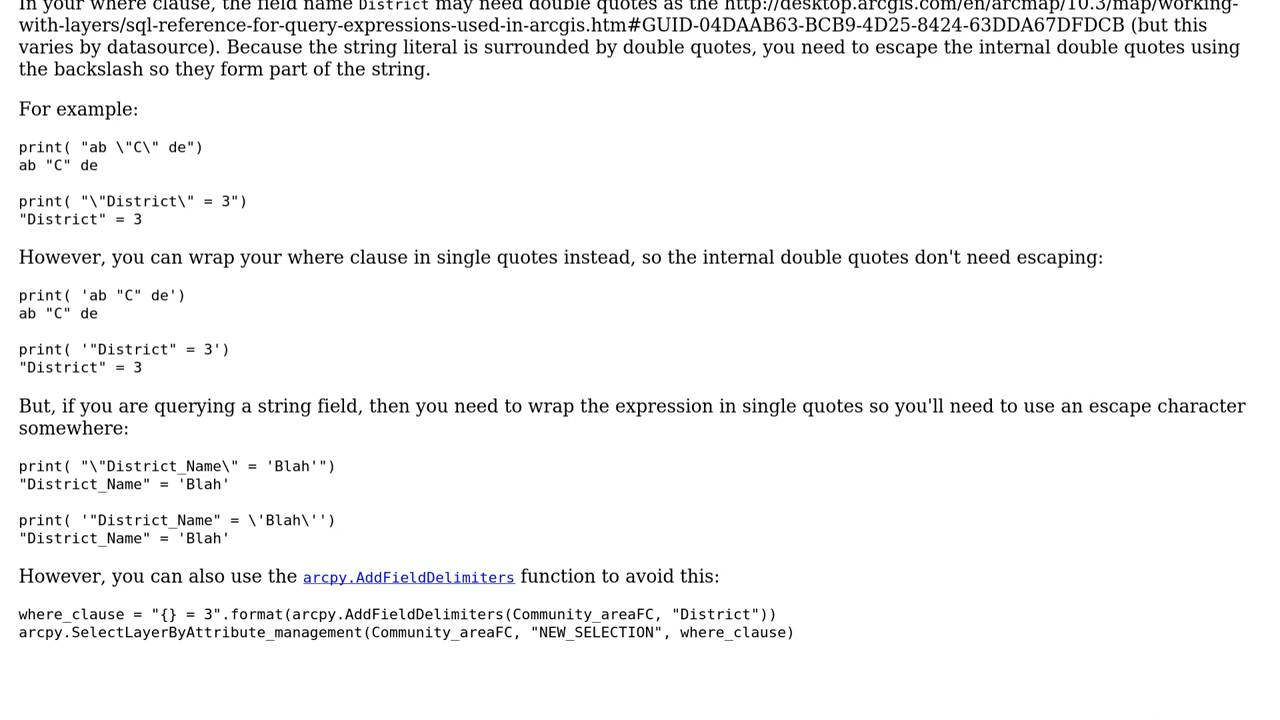 In your where clause, the field name District may need double quotes as the http://desktop.arcgis.com/en/arcmap/10.3/map/working-
with-layers/sql-reference-for-query-expressions-used-in-arcgis.htm#GUID-04DAAB63-BCB9-4D25-8424-63DDA67DFDCB (but this
varies by datasource). Because the string literal is surrounded by double quotes, you need to escape the internal double quotes using
the backslash so they form part of the string.
For example:
print( "ab \"C\" de")
ab "C" de
print( "\"District\" = 3")
"District" = 3
However, you can wrap your where clause in single quotes instead, so the internal double quotes don't need escaping:
print( 'ab "C" de')
ab "C" de
print( '"District" = 3')
"District" = 3
But, if you are querying a string field, then you need to wrap the expression in single quotes so you'll need to use an escape character
somewhere:
print( "\"District_Name\" = 'Blah'")
"District_Name" = 'Blah'
print( '"District_Name" = \'Blah\'')
"District_Name" = 'Blah'
However, you can also use the arcpy.AddFieldDelimiters function to avoid this:
where_clause = "{} = 3".format(arcpy.AddFieldDelimiters(Community_areaFC, "District"))
arcpy.SelectLayerByAttribute_management(Community_areaFC, "NEW_SELECTION", where_clause)